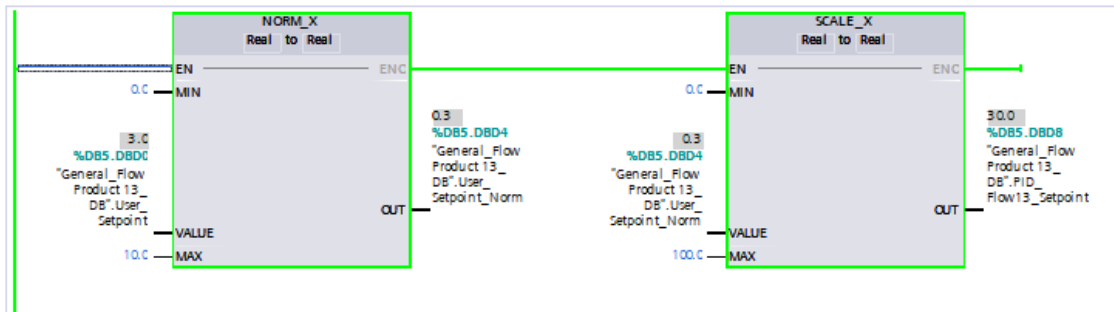 NORM_X
Real to Real
EN
ENC
0.0
MIN
3.0
%DB5.DBD0
"General_Flow
Product 13_
DB".User_
Setpoint
VALUE
10.0
MAX
0.3
%DB5.DBD4
"General_Flow
Product 13_
DB".User_
Setpoint_Norm
OUT
SCALE_X
Real to Real
EN
ENC
0.0
MIN
0.3
%DB5.DBD4
"General_Flow
Product 13_
DB".User_
Setpoint_Norm
VALUE
100.0
MAX
30.0
%DB5.DBD8
"General_Flow
Product 13_
DB".PID_
Flow13_Setpoint
OUT